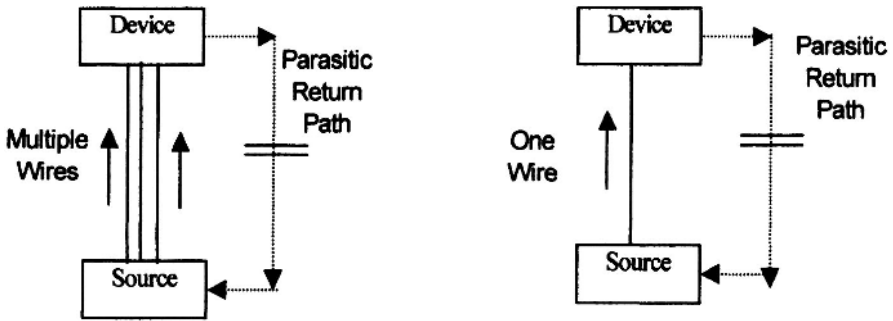 Device
Parasitic
Return
Path
Multiple
Wires
Source
Device
Parasitic
Return
Path
One
Wire
Source